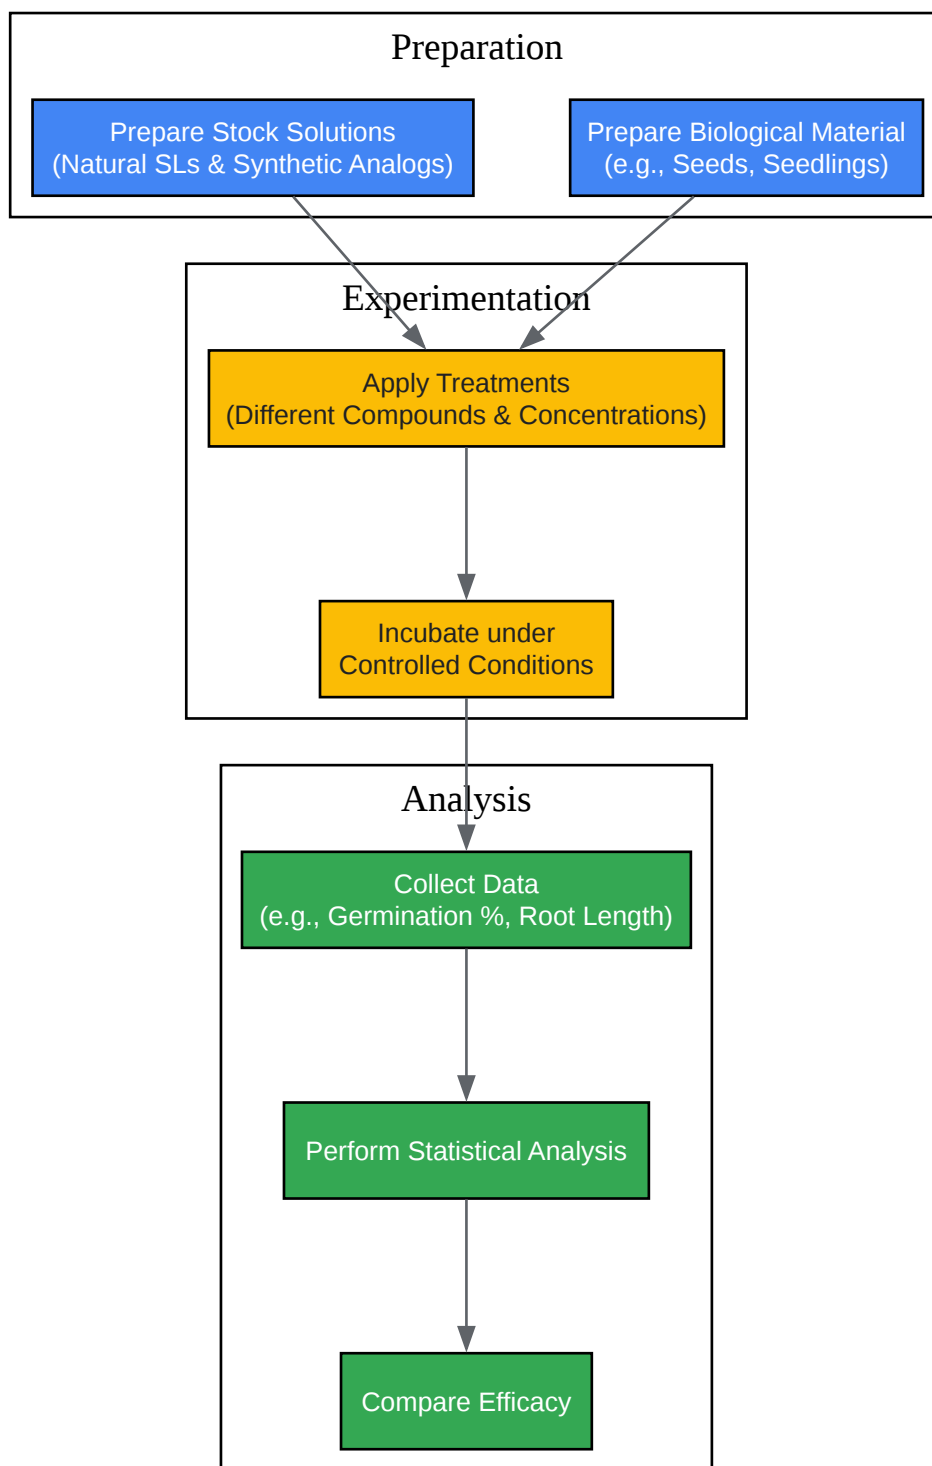 Preparation
Prepare Stock Solutions
(Natural SLs & Synthetic Analogs)
Prepare Biological Material
(e.g., Seeds, Seedlings)
Experimentation
Apply Treatments
(Different Compounds & Concentrations)
Incubate under
Controlled Conditions
Analysis
Collect Data
(e.g., Germination %, Root Length)
Perform Statistical Analysis
Compare Efficacy